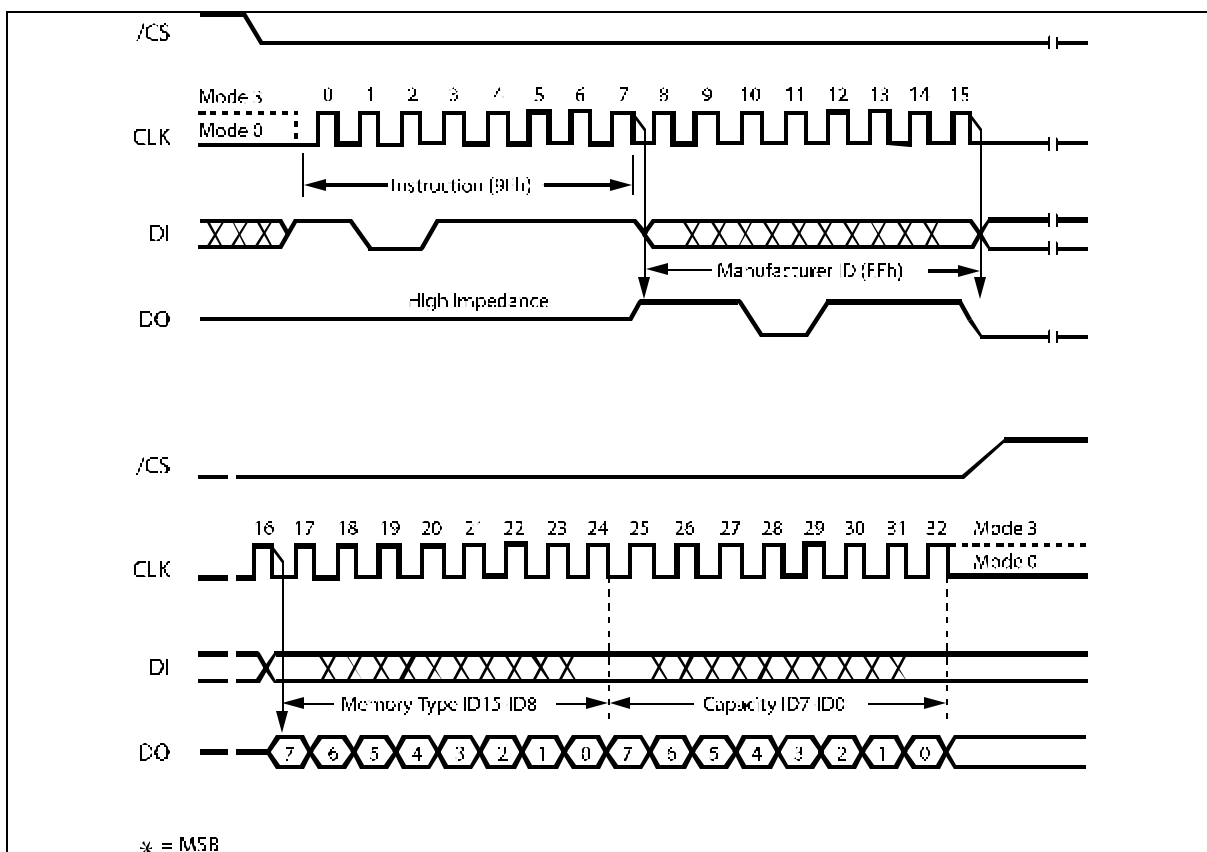 /CS
Mode 3
0 1 2 3 4 5 6 7 8 9 10 11 12 13 14 15
Mode 0
CLK
Instruction (9Fh)
DI
Manufacturer ID (EFh)
High Impedance
DO
/CS
16 17 18 19 20 21 22 23 24 25 26 27 28 29 30 31 32
Mode 3
Mode 0
CLK
DI
Memory Type ID15-ID8
Capacity ID7-ID0
DO
7 6 5 4 3 2 1 0 7 6 5 4 3 2 1 0
* = MSB